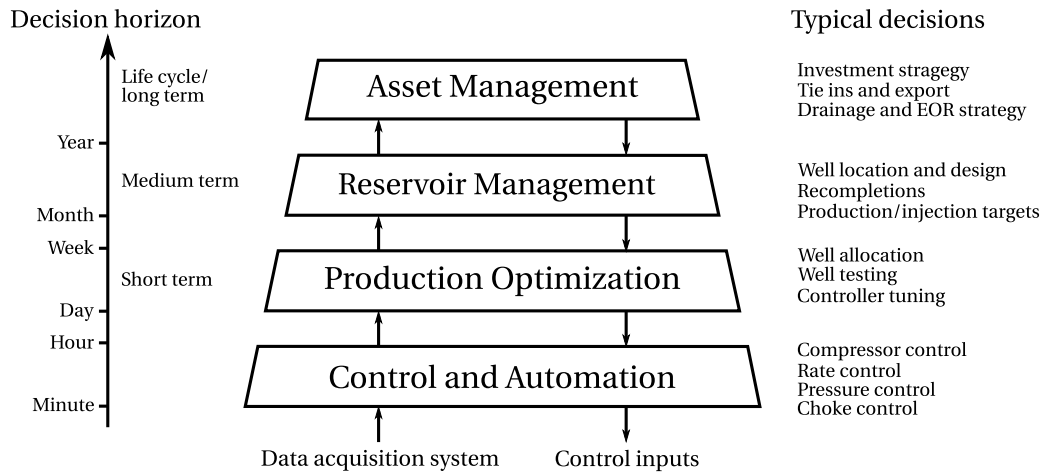 Decision horizon
Typical decisions
Life cycle/
long term
Asset Management
Investment stragegy
Tie ins and export
Drainage and EOR strategy
Year
Medium term
Reservoir Management
Well location and design
Recompletions
Production/injection targets
Month
Week
Short term
Production Optimization
Well allocation
Well testing
Controller tuning
Day
Hour
Control and Automation
Compressor control
Rate control
Pressure control
Choke control
Minute
Data acquisition system
Control inputs